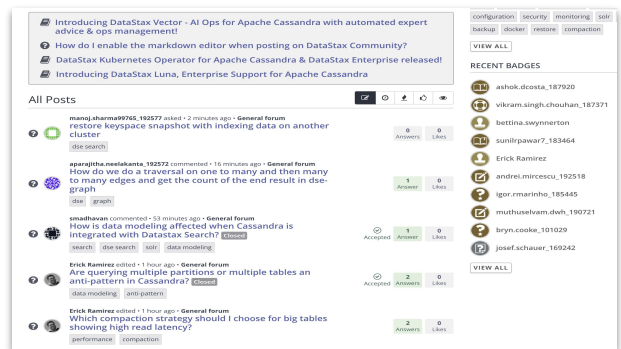 Introducing DataStax Vector - AI Ops for Apache Cassandra with automated expert
advice & ops management!
How do I enable the markdown editor when posting on DataStax Community?
DataStax Kubernetes Operator for Apache Cassandra & DataStax Enterprise released!
Introducing DataStax Luna, Enterprise Support for Apache Cassandra
All Posts
manoj.sharma99765_192577 asked • 2 minutes ago • General forum
restore keyspace snapshot with indexing data on another
cluster
0 Answers
0 Likes
dse search
aparajitha.neelakanta_192572 commented • 16 minutes ago • General forum
How do we do a traversal on one to many and then many
to many edges and get the count of the end result in dse-
graph
1 Answer
0 Likes
dse graph
smadhavan commented • 53 minutes ago • General forum
How is data modeling affected when Cassandra is
integrated with Datastax Search? Closed
Accepted
1 Answer
0 Likes
search dse search solr data modeling
Erick Ramirez edited • 1 hour ago • General forum
Are querying multiple partitions or multiple tables an
anti-pattern in Cassandra? Closed
Accepted
2 Answers
0 Likes
data modeling anti-pattern
Erick Ramirez edited • 1 hour ago • General forum
Which compaction strategy should I choose for big tables
showing high read latency?
2 Answers
0 Likes
performance compaction
configuration security monitoring solr
backup docker restore compaction
VIEW ALL
RECENT BADGES
ashok.dcosta_187920
vikram.singh.chouhan_187371
bettina.swynnerton
sunilrpawar7_183464
Erick Ramirez
andrei.mircescu_192518
igor.rmarinho_185445
muthuselvam.dwh_190721
bryn.cooke_101029
josef.schauer_169242
VIEW ALL